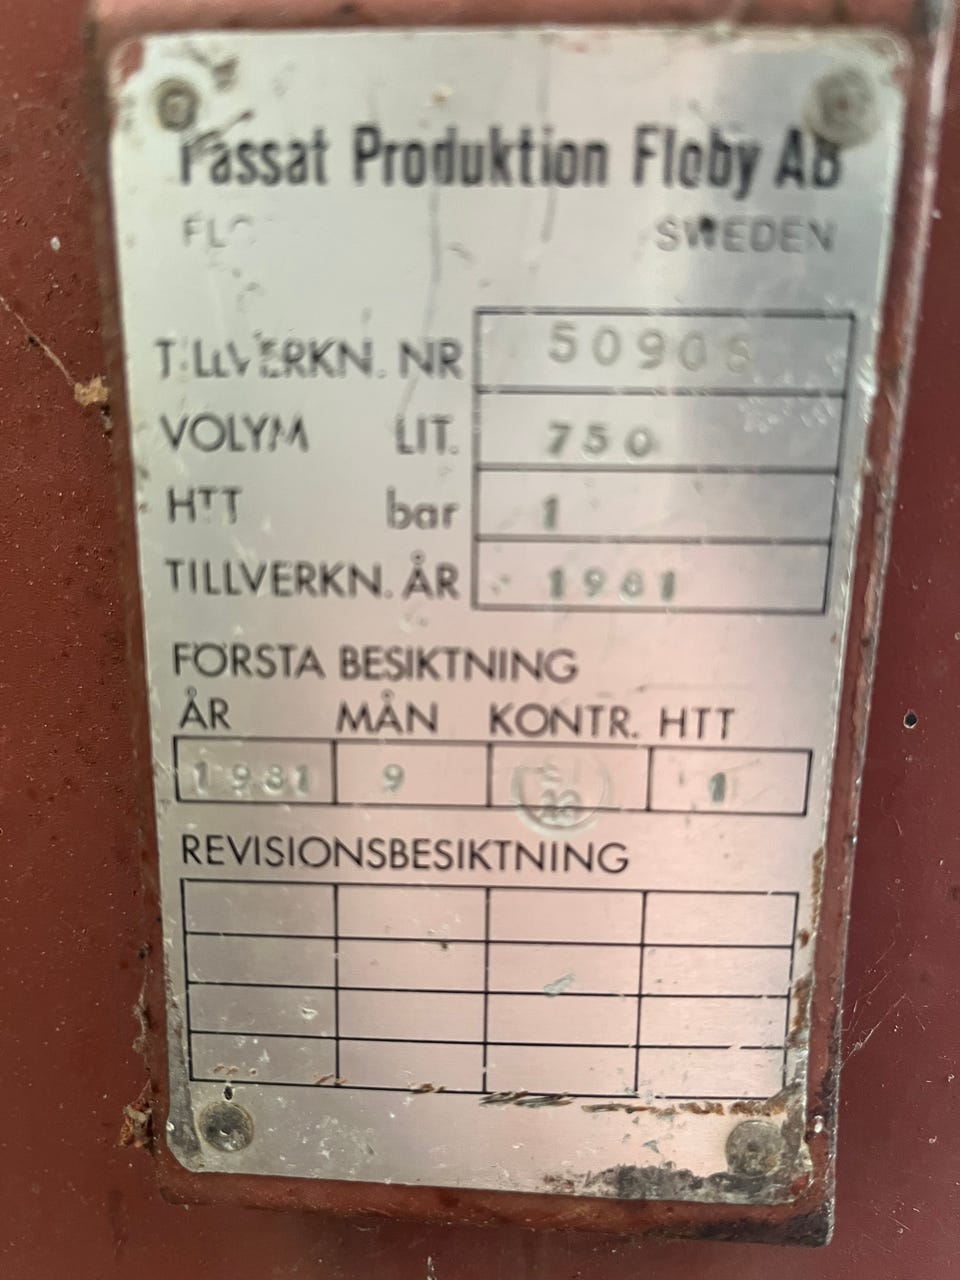 Passat Produktion Floby AB
SWEDEN
TILLVERKN. NR
VOLYM LIT. 750
HTT bar 1
TILLVERKN. ÅR 1981
FÖRSTA BESIKTNING
ÅR MÅN KONTR. HTT
1981 9 1
REVISIONSBESIKTNING